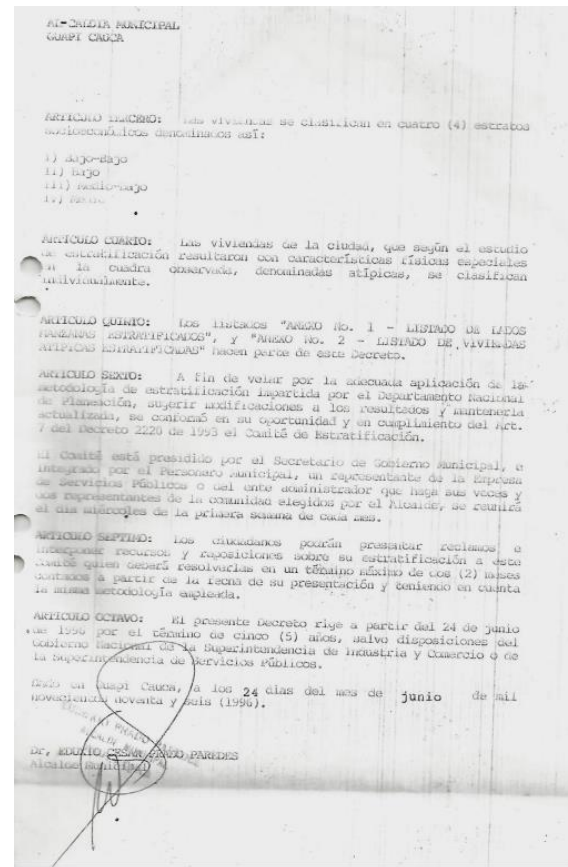 ALCALDIA MUNICIPAL
GUAPI CAUCA
ARTICULO TERCERO: Las viviendas se clasifican en cuatro (4) estratos
socioeconómicos denominados así:
I) Bajo-Bajo
II) Bajo
III) Medio-Bajo
IV) Medio
ARTICULO CUARTO: Las viviendas de la ciudad, que según el estudio
de estratificación resultaron con características físicas especiales
en la cuadra observada, denominadas atípicas, se clasifican
individualmente.
ARTICULO QUINTO: Los listados "ANEXO No. 1 - LISTADO DE LADOS
MANZANAS ESTRATIFICADOS", y "ANEXO No. 2 - LISTADO DE VIVIENDAS
ATIPICAS ESTRATIFICADAS" hacen parte de este Decreto.
ARTICULO SEXTO: A fin de velar por la adecuada aplicación de la
metodología de estratificación impartida por el Departamento Nacional
de Planeación, sugerir modificaciones a los resultados y mantenerla
actualizada, se conformó en su oportunidad y en cumplimiento del Art.
7 del Decreto 2220 de 1993 el Comité de Estratificación.
El Comité está presidido por el Secretario de Gobierno Municipal, e
integrado por el Personero Municipal, un representante de la Empresa
de Servicios Públicos o del ente administrador que haga sus veces y
dos representantes de la comunidad elegidos por el Alcalde, se reunirá
el día miércoles de la primera semana de cada mes.
ARTICULO SEPTIMO: Los ciudadanos podrán presentar reclamos e
interponer recursos y reposiciones sobre su estratificación a este
Comité quien deberá resolverlas en un término máximo de dos (2) meses
contados a partir de la fecha de su presentación y teniendo en cuenta
la misma metodología empleada.
ARTICULO OCTAVO: El presente Decreto rige a partir del 24 de junio
de 1996 por el término de cinco (5) años, salvo disposiciones del
Gobierno Nacional de la Superintendencia de Industria y Comercio o de
la Superintendencia de Servicios Públicos.
Dado en Guapi Cauca, a los 24 días del mes de junio de mil
novecientos noventa y seis (1996).
Dr. CESAR PRADO PAREDES
Alcalde Municipal